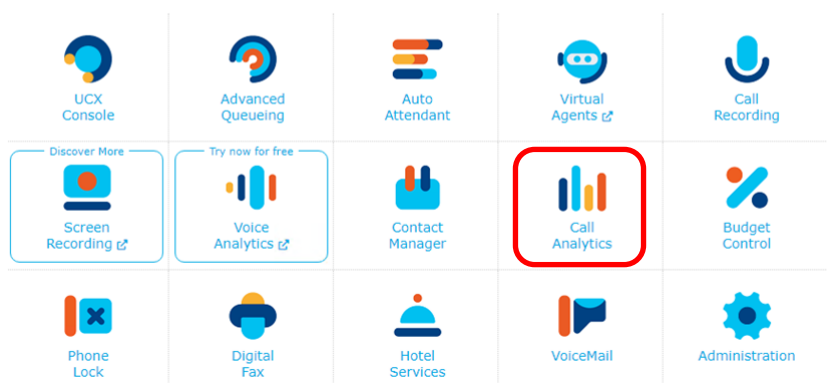 UCX
Console
Advanced
Queueing
Auto
Attendant
Virtual
Agents
Call
Recording
Discover More
Screen
Recording
Try now for free
Voice
Analytics
Contact
Manager
Call
Analytics
Budget
Control
Phone
Lock
Digital
Fax
Hotel
Services
VoiceMail
Administration